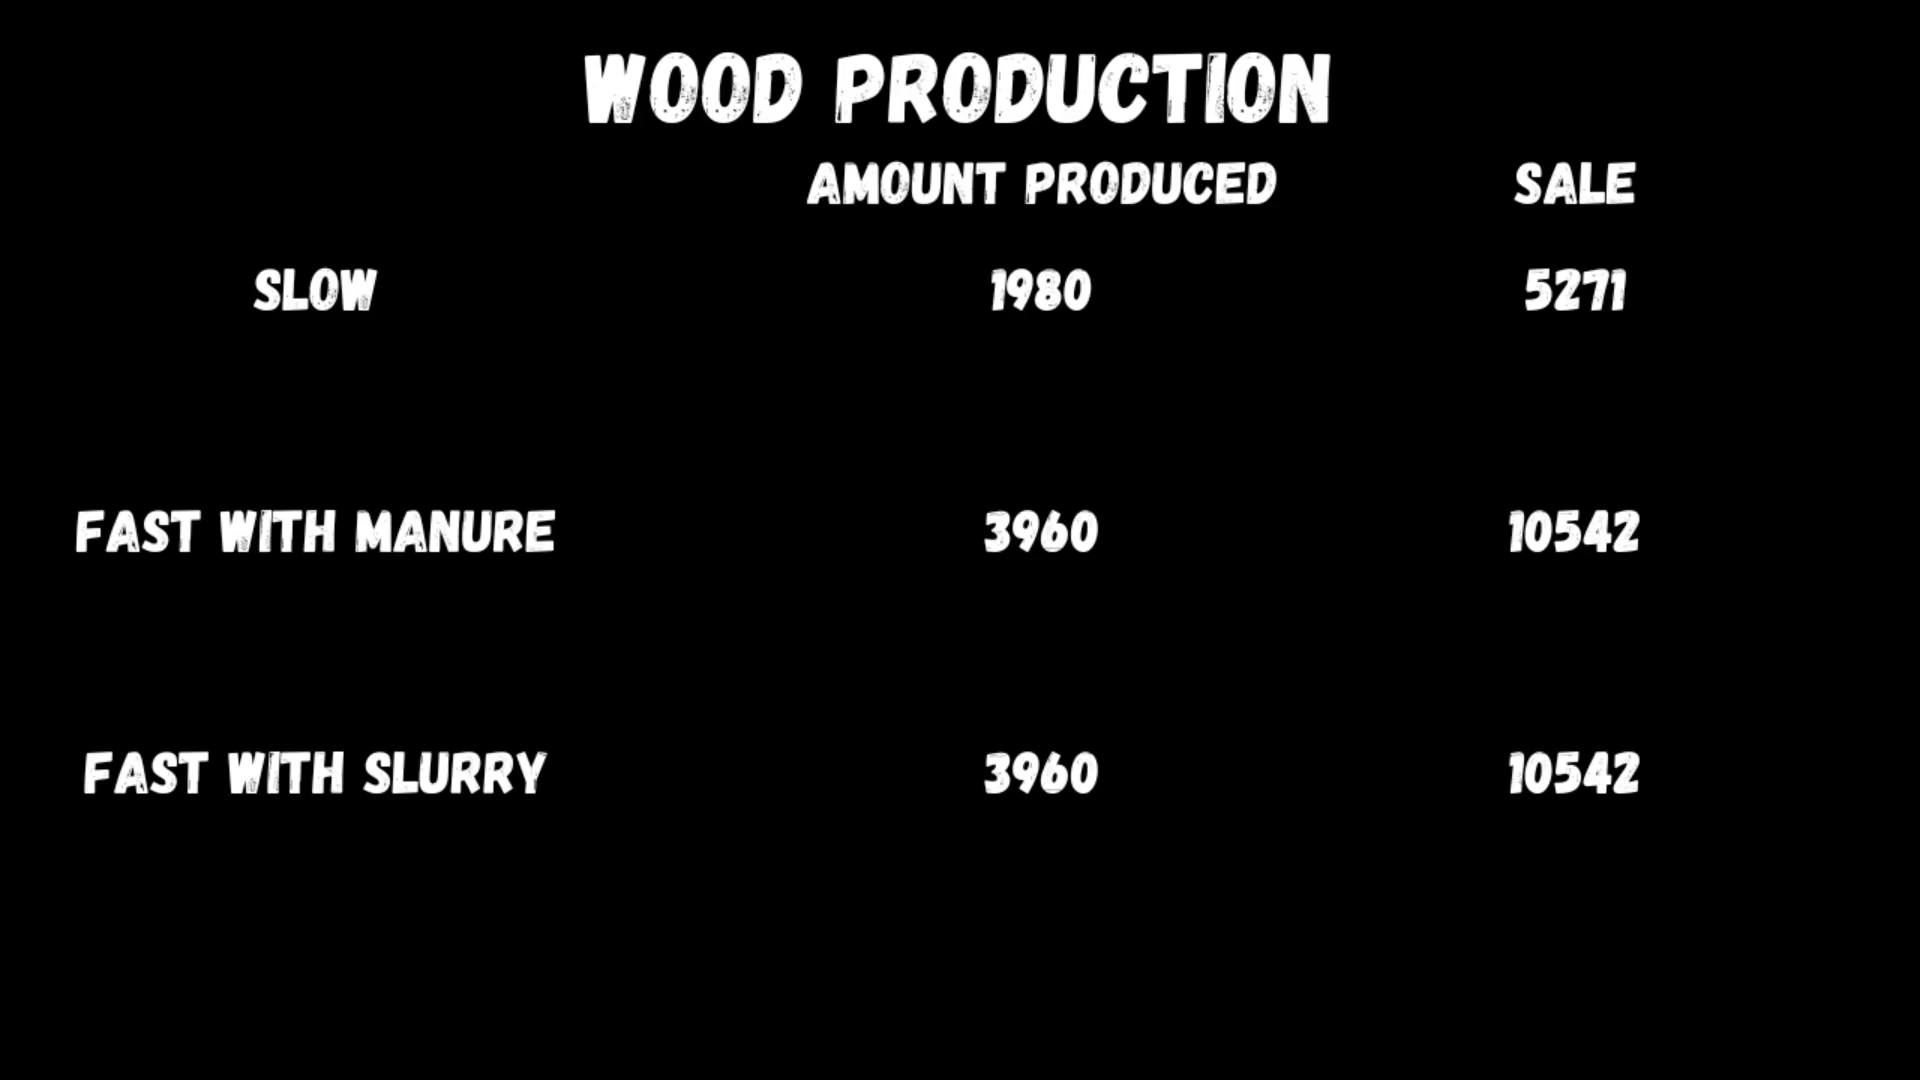 WOOD PRODUCTION
AMOUNT PRODUCED SALE
SLOW 1980 5271
FAST WITH MANURE 3960 10542
FAST WITH SLURRY 3960 10542